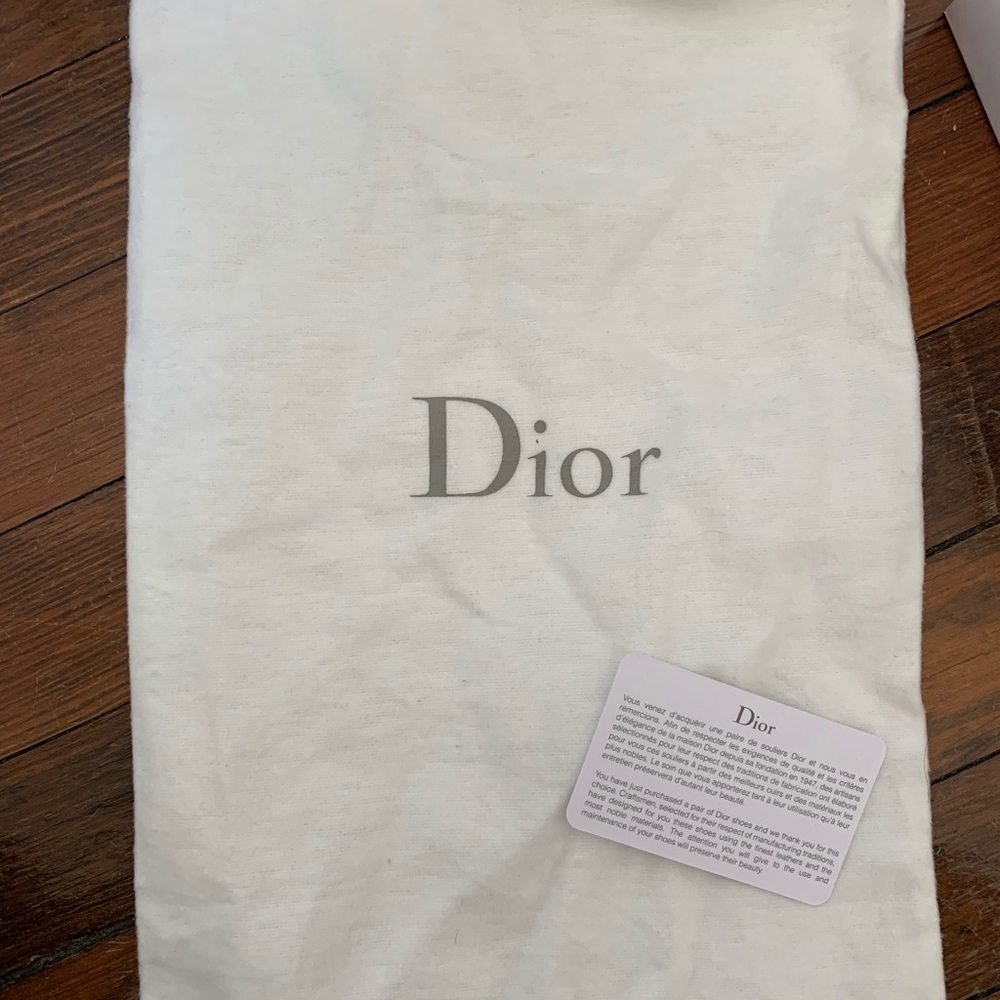 Dior
Dior
Vous venez d'acquérir une paire de souliers Dior et nous vous en
remercions. Afin de respecter les exigences de qualité et les critères
d'élégance de la maison Dior depuis sa fondation en 1947, des artisans
sélectionnés pour leur respect des traditions de fabrication ont élaboré
pour vous ces souliers à partir des meilleurs cuirs et des matériaux les
plus nobles. Le soin que vous apporterez tant à leur utilisation qu'à leur
entretien préservera d'autant leur beauté.
You have just purchased a pair of Dior shoes and we thank you for this
choice. Craftsmen, selected for their respect of manufacturing traditions,
have designed for you these shoes using the finest leathers and the
most noble materials. The attention you will give to the use and
maintenance of your shoes will preserve their beauty.